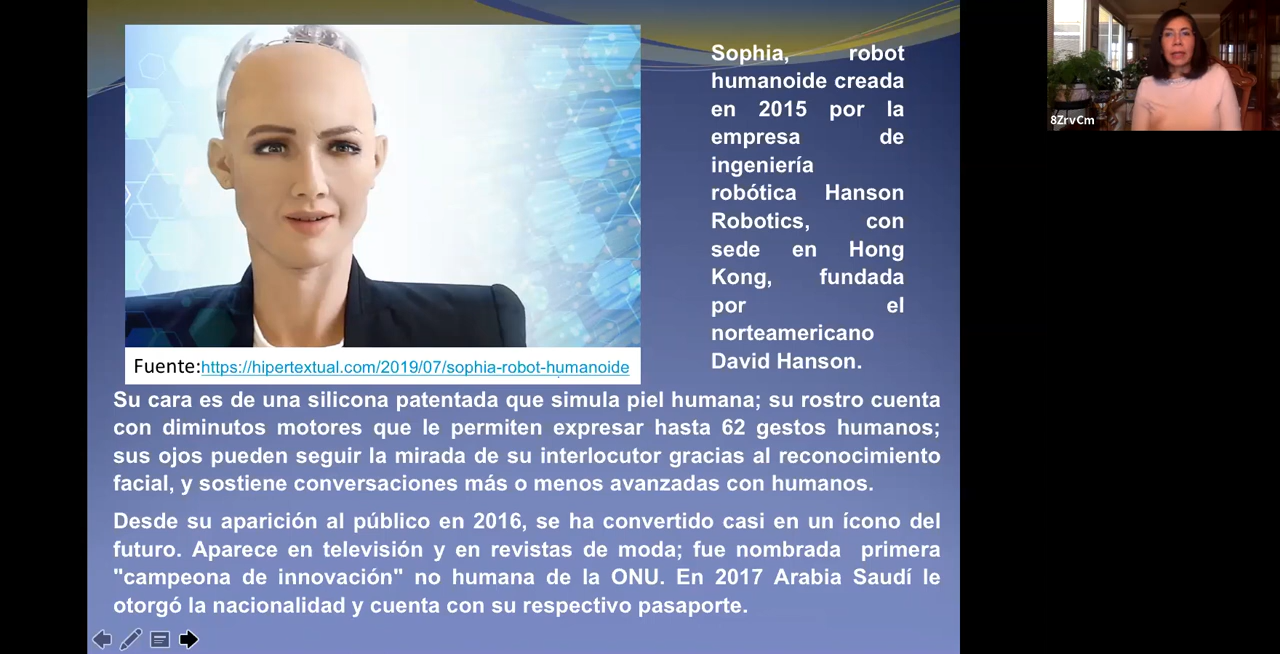 Sophia, robot
humanoide creada
en 2015 por la
empresa de
ingeniería
robótica Hanson
Robotics, con
sede en Hong
Kong, fundada
por el
norteamericano
David Hanson.
Fuente:https://hipertextual.com/2019/07/sophia-robot-humanoide
Su cara es de una silicona patentada que simula piel humana; su rostro cuenta
con diminutos motores que le permiten expresar hasta 62 gestos humanos;
sus ojos pueden seguir la mirada de su interlocutor gracias al reconocimiento
facial, y sostiene conversaciones más o menos avanzadas con humanos.
Desde su aparición al público en 2016, se ha convertido casi en un ícono del
futuro. Aparece en televisión y en revistas de moda; fue nombrada primera
"campeona de innovación" no humana de la ONU. En 2017 Arabia Saudí le
otorgó la nacionalidad y cuenta con su respectivo pasaporte.
8ZrvCm